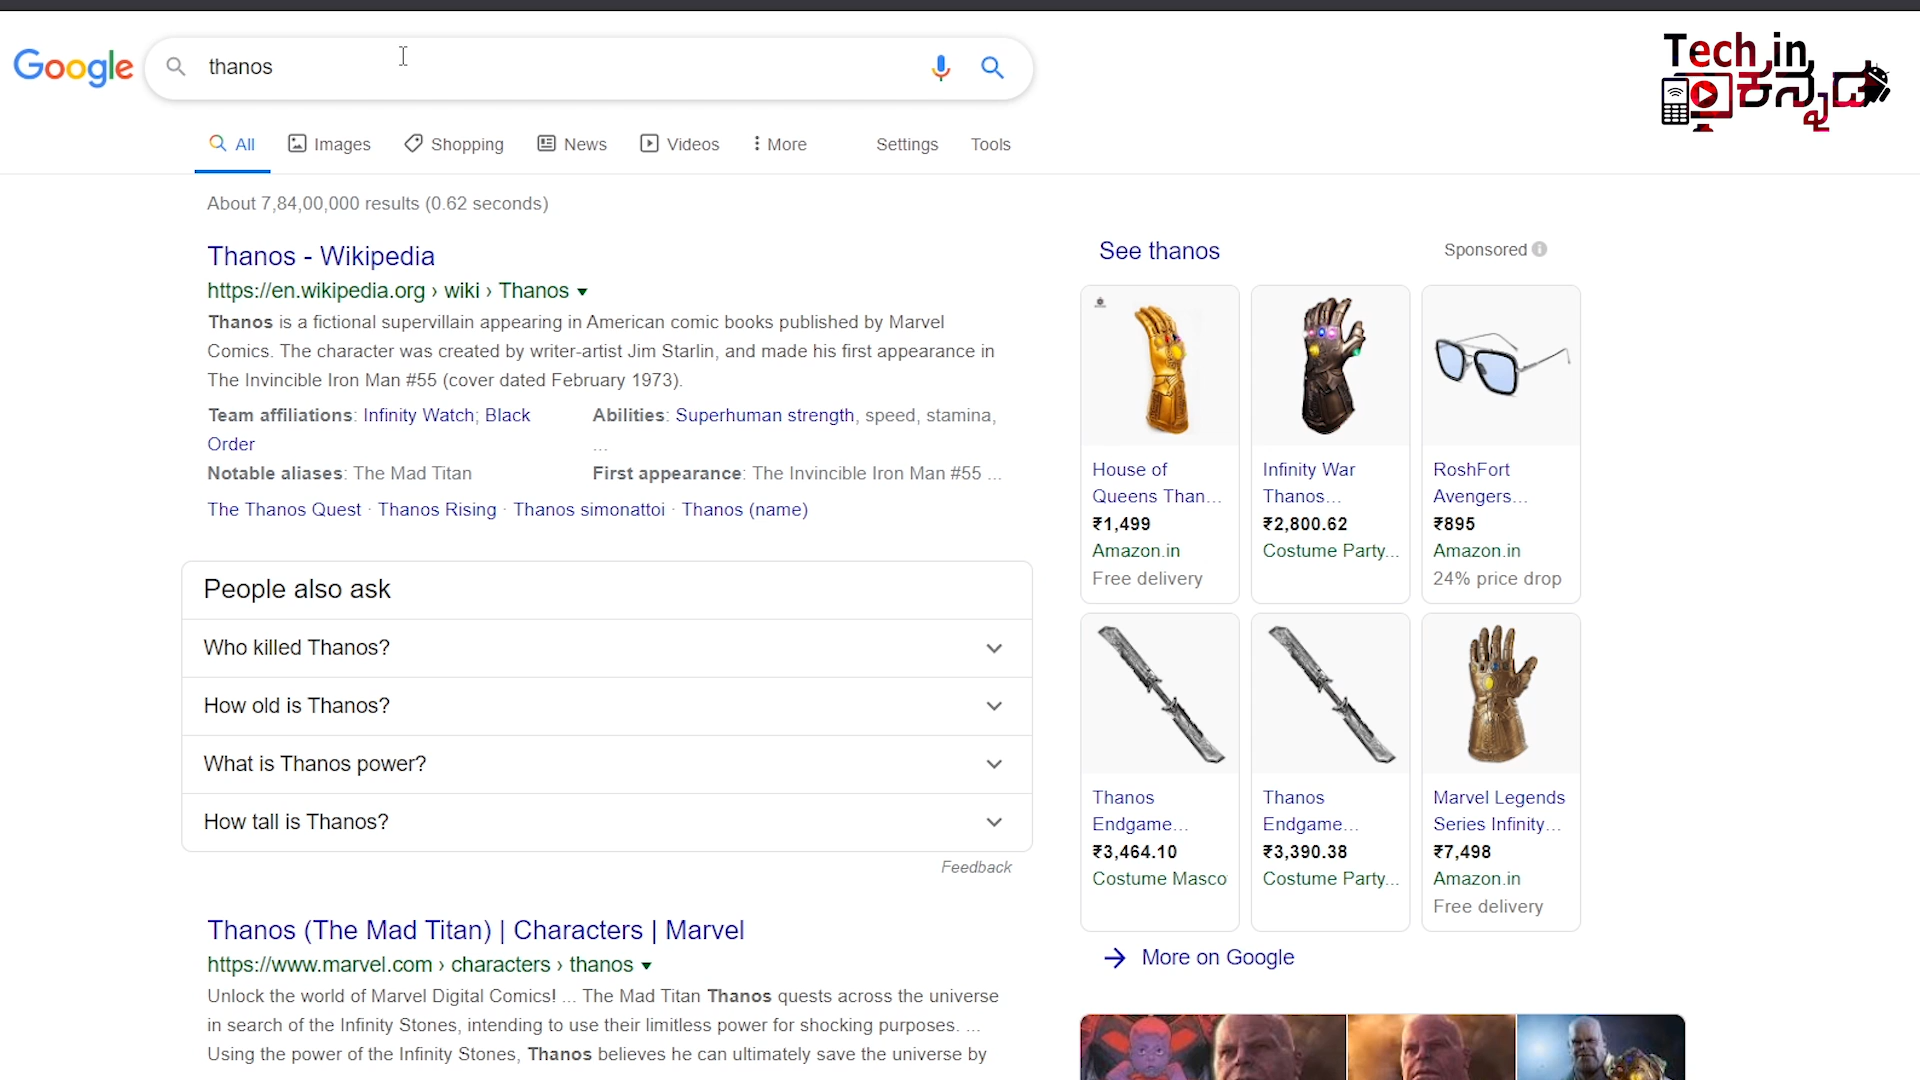 Google
thanos
Tech in
ಕನ್ನಡ
All
Images
Shopping
News
Videos
More
Settings
Tools
About 7,84,00,000 results (0.62 seconds)
Thanos - Wikipedia
https://en.wikipedia.org › wiki › Thanos
Thanos is a fictional supervillain appearing in American comic books published by Marvel
Comics. The character was created by writer-artist Jim Starlin, and made his first appearance in
The Invincible Iron Man #55 (cover dated February 1973).
Team affiliations: Infinity Watch; Black
Order
Abilities: Superhuman strength, speed, stamina,
...
Notable aliases: The Mad Titan
First appearance: The Invincible Iron Man #55 ...
The Thanos Quest · Thanos Rising · Thanos simonattoi · Thanos (name)
People also ask
Who killed Thanos?
How old is Thanos?
What is Thanos power?
How tall is Thanos?
Feedback
Thanos (The Mad Titan) | Characters | Marvel
https://www.marvel.com › characters › thanos
Unlock the world of Marvel Digital Comics! ... The Mad Titan Thanos quests across the universe
in search of the Infinity Stones, intending to use their limitless power for shocking purposes. ...
Using the power of the Infinity Stones, Thanos believes he can ultimately save the universe by
See thanos
Sponsored
House of
Queens Than...
₹1,499
Amazon.in
Free delivery
Infinity War
Thanos...
₹2,800.62
Costume Party...
RoshFort
Avengers...
₹895
Amazon.in
24% price drop
Thanos
Endgame...
₹3,464.10
Costume Masco
Thanos
Endgame...
₹3,390.38
Costume Party...
Marvel Legends
Series Infinity...
₹7,498
Amazon.in
Free delivery
More on Google